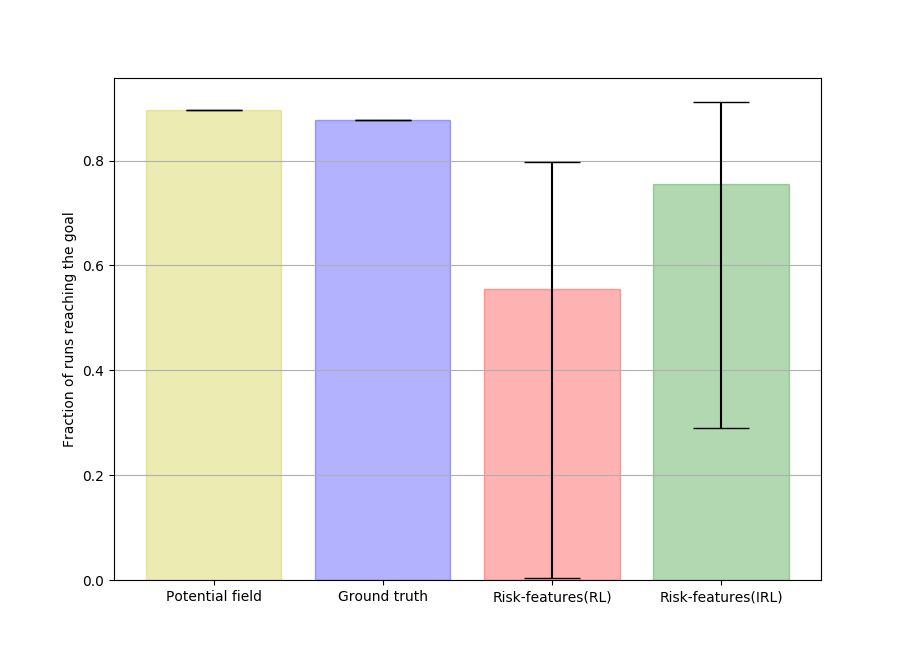 Fraction of runs reaching the goal
0.8
0.6
0.4
0.2
0.0
Potential field
Ground truth
Risk-features(RL)
Risk-features(IRL)